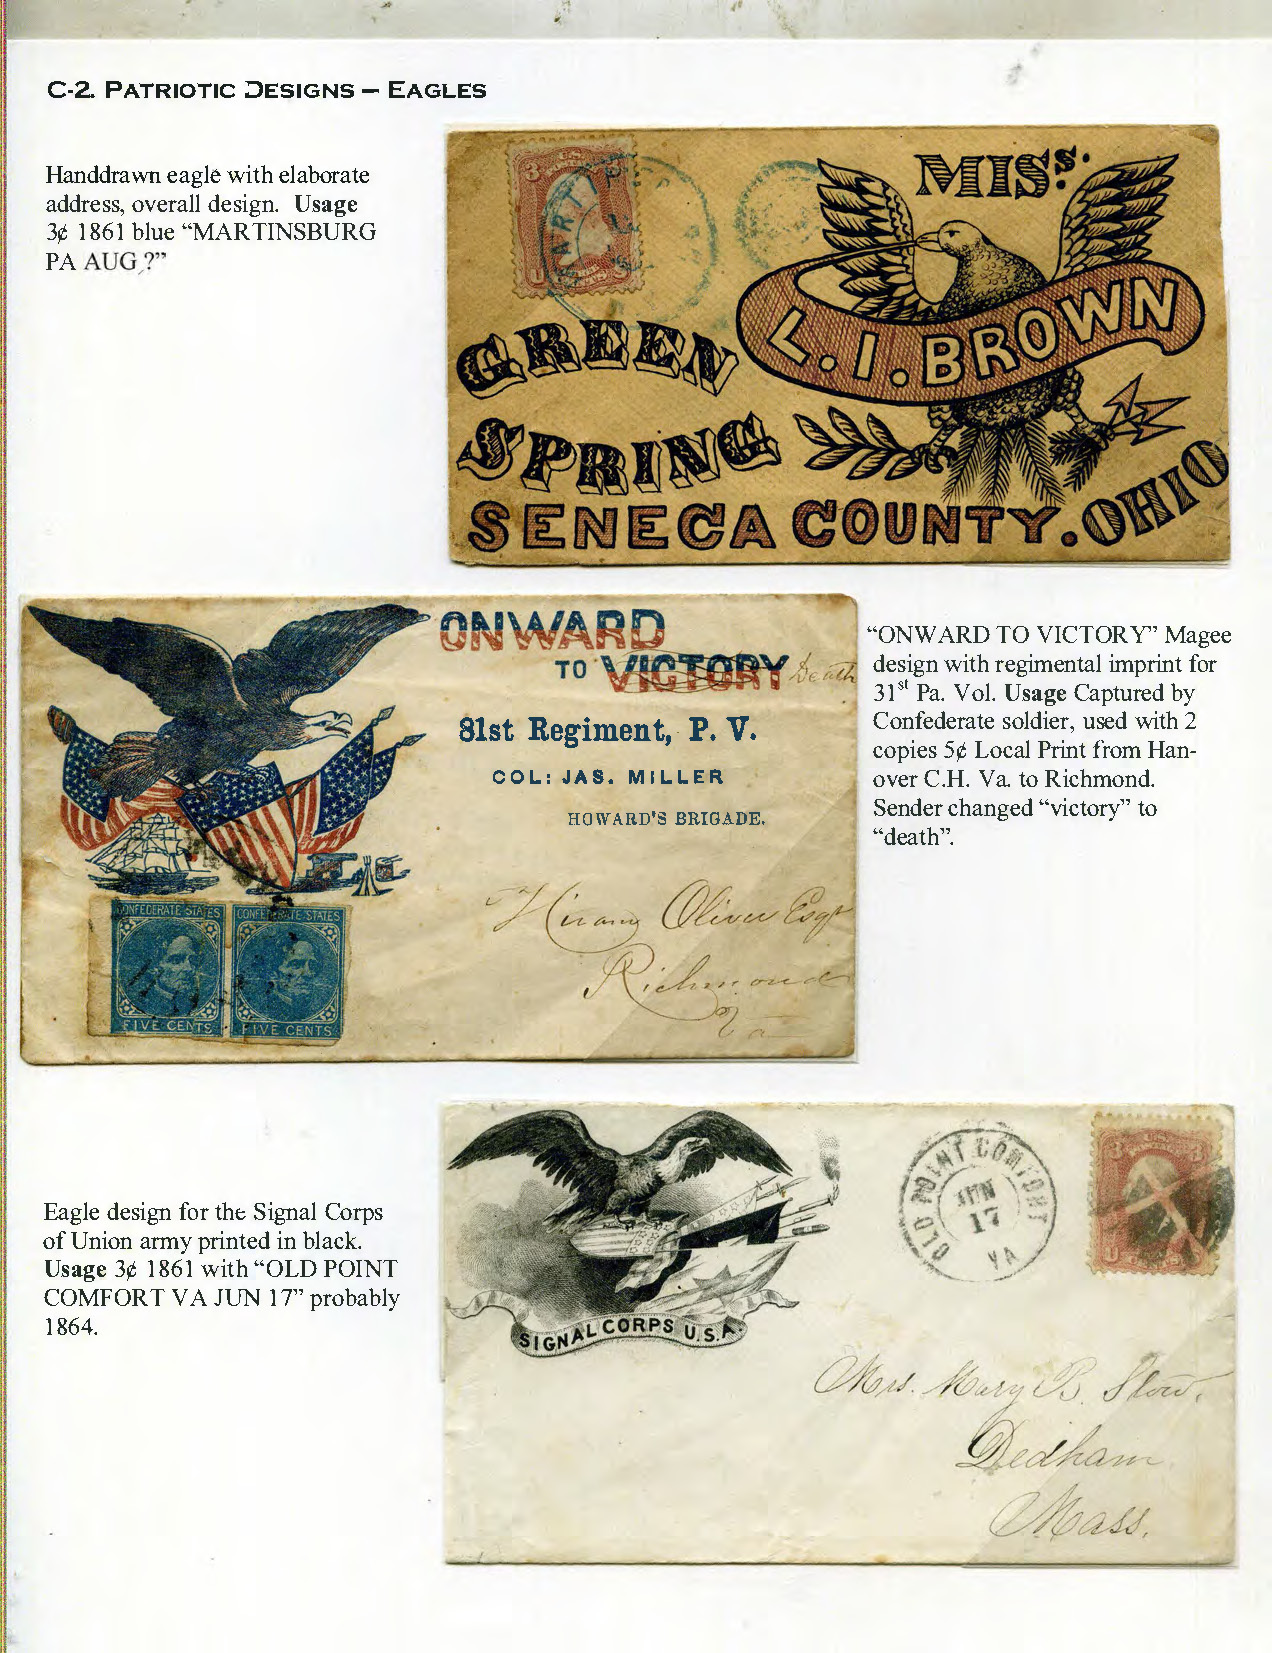 C-2. PATRIOTIC DESIGNS – EAGLES
Handdrawn eagle with elaborate
address, overall design. Usage
3¢ 1861 blue “MARTINSBURG
PA AUG ?”
3 3
MISS.
L. I. BROWN
GREEN
SPRING
SENECA COUNTY. OHIO
ONWARD
TO VICTORY Death
81st Regiment, P. V.
COL: JAS. MILLER
HOWARD'S BRIGADE.
Hiram Oliver Esqr
Richmond
Va
CONFEDERATE STATES CONFEDERATE STATES
FIVE CENTS FIVE CENTS
“ONWARD TO VICTORY” Magee
design with regimental imprint for
31st Pa. Vol. Usage Captured by
Confederate soldier, used with 2
copies 5¢ Local Print from Han-
over C.H. Va. to Richmond.
Sender changed “victory” to
“death”.
Eagle design for the Signal Corps
of Union army printed in black.
Usage 3¢ 1861 with “OLD POINT
COMFORT VA JUN 17” probably
1864.
SIGNAL CORPS U.S.A.
OLD POINT COMFORT
JUN
17
VA
3 3
Mrs. Mary B. Slow.
Dedham
Mass.